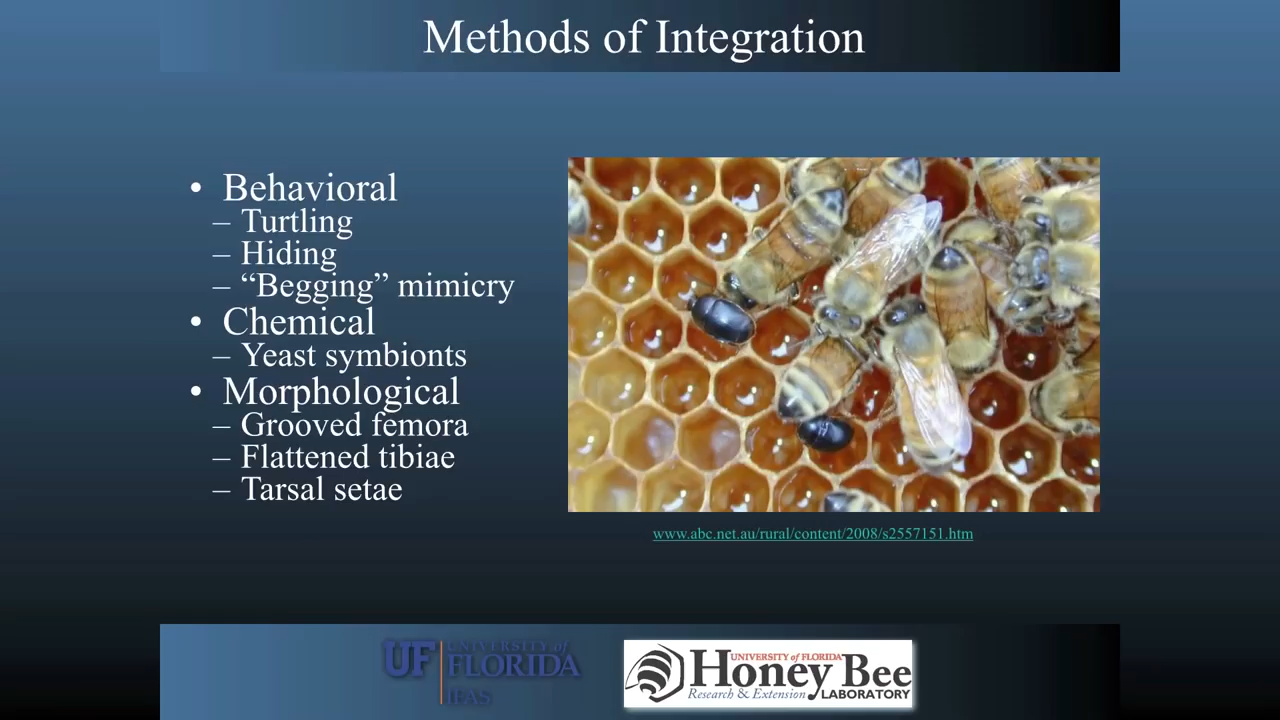 Methods of Integration
• Behavioral
– Turtling
– Hiding
– “Begging” mimicry
• Chemical
– Yeast symbionts
• Morphological
– Grooved femora
– Flattened tibiae
– Tarsal setae
www.abc.net.au/rural/content/2008/s2557151.htm
UF UNIVERSITY of
FLORIDA
IFAS
UNIVERSITY of FLORIDA
Honey Bee
Research & Extension LABORATORY